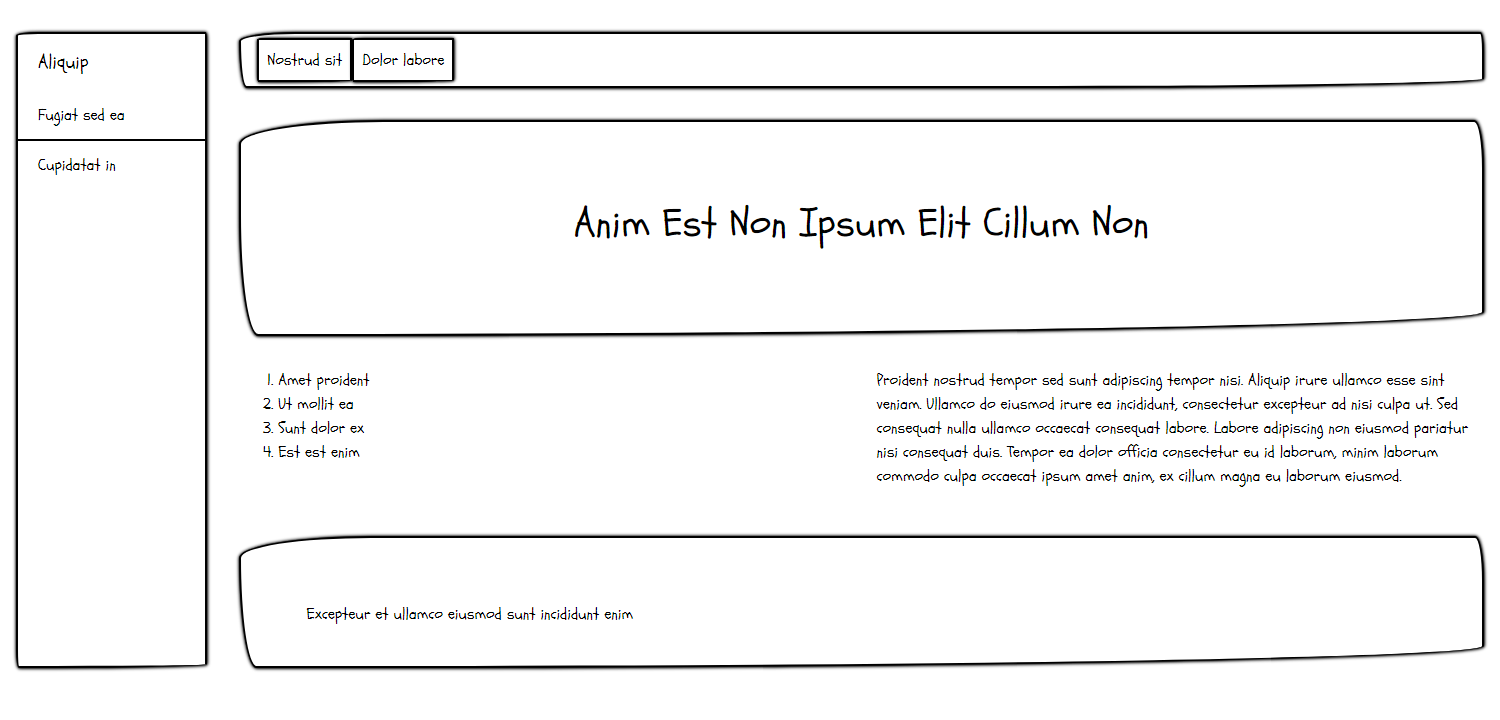 Aliquip
Fugiat sed ea
Cupidatat in
Nostrud sit
Dolor labore
Anim Est Non Ipsum Elit Cillum Non
1. Amet proident
2. Ut mollit ea
3. Sunt dolor ex
4. Est est enim
Proident nostrud tempor sed sunt adipiscing tempor nisi. Aliquip irure ullamco esse sint
veniam. Ullamco do eiusmod irure ea incididunt, consectetur excepteur ad nisi culpa ut. Sed
consequat nulla ullamco occaecat consequat labore. Labore adipiscing non eiusmod pariatur
nisi consequat duis. Tempor ea dolor officia consectetur eu id laborum, minim laborum
commodo culpa occaecat ipsum amet anim, ex cillum magna eu laborum eiusmod.
Excepteur et ullamco eiusmod sunt incididunt enim